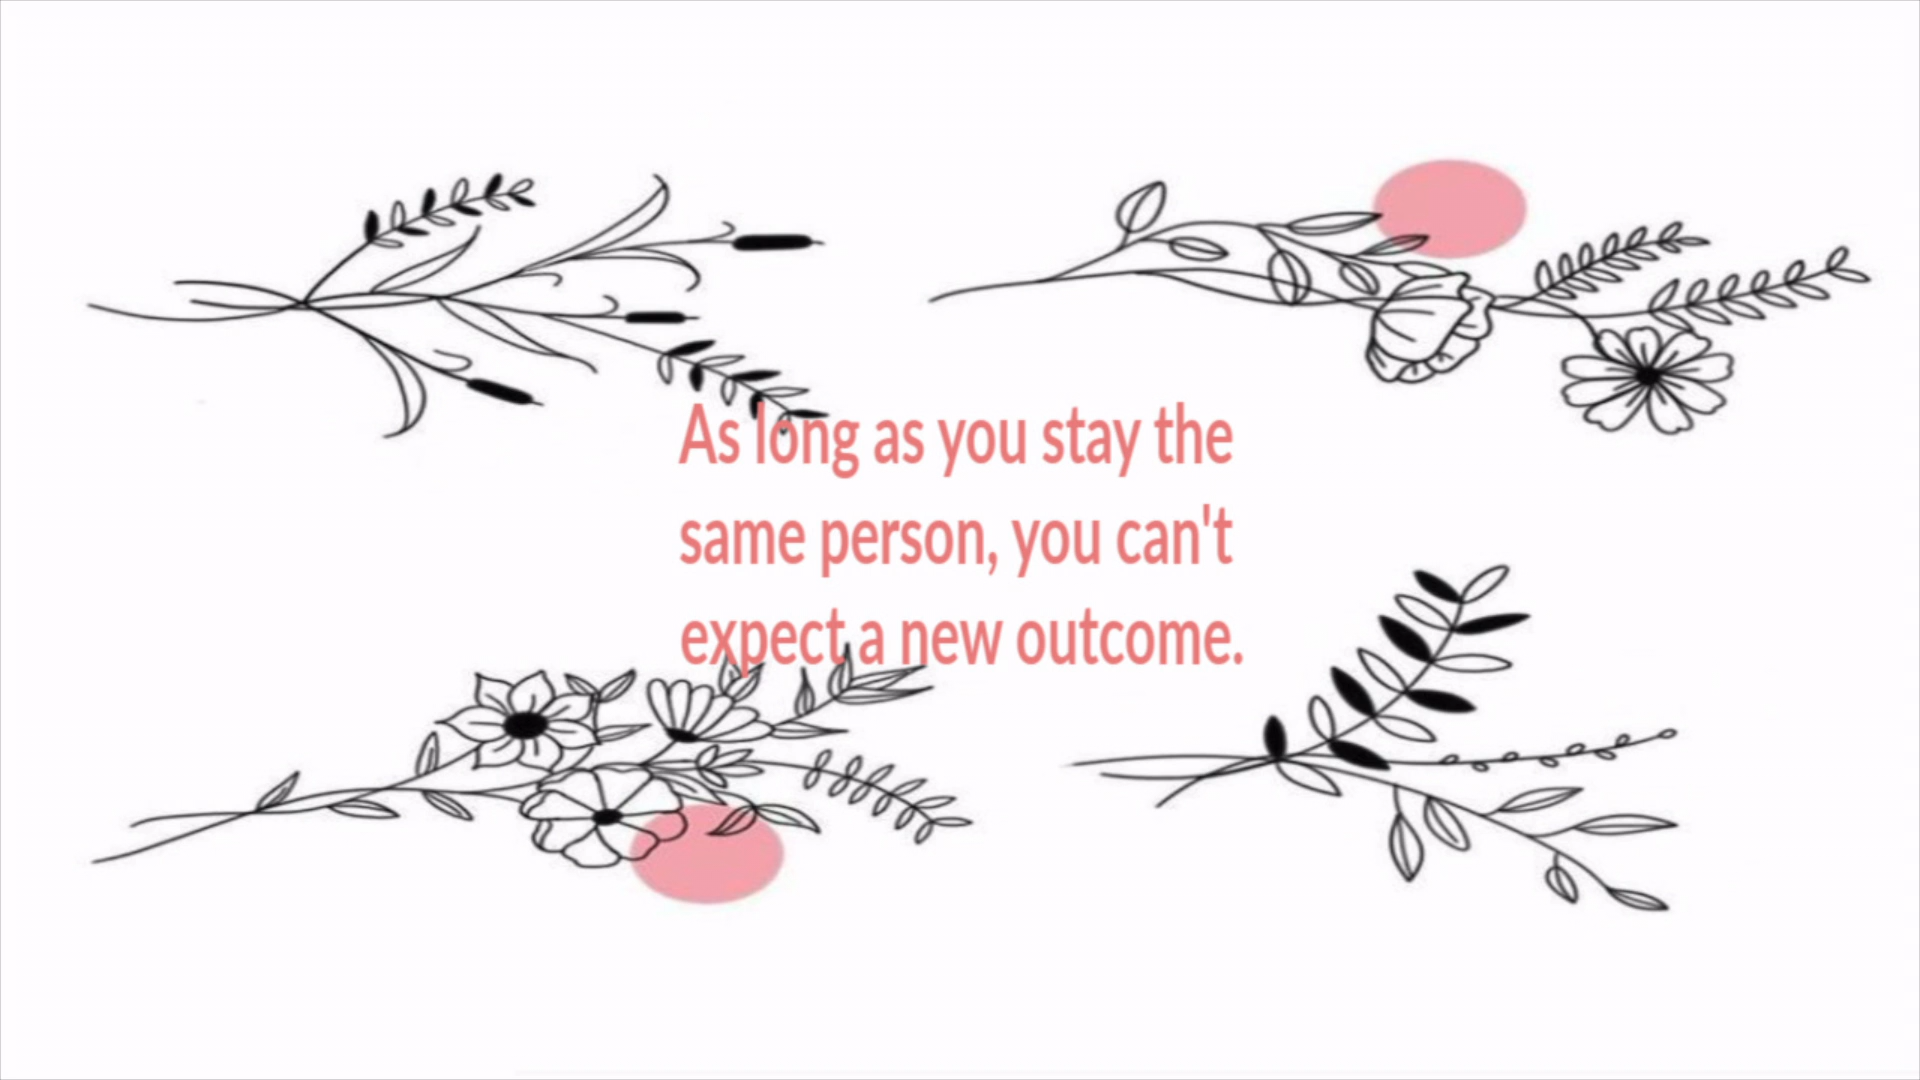 As long as you stay the
same person, you can't
expect a new outcome.